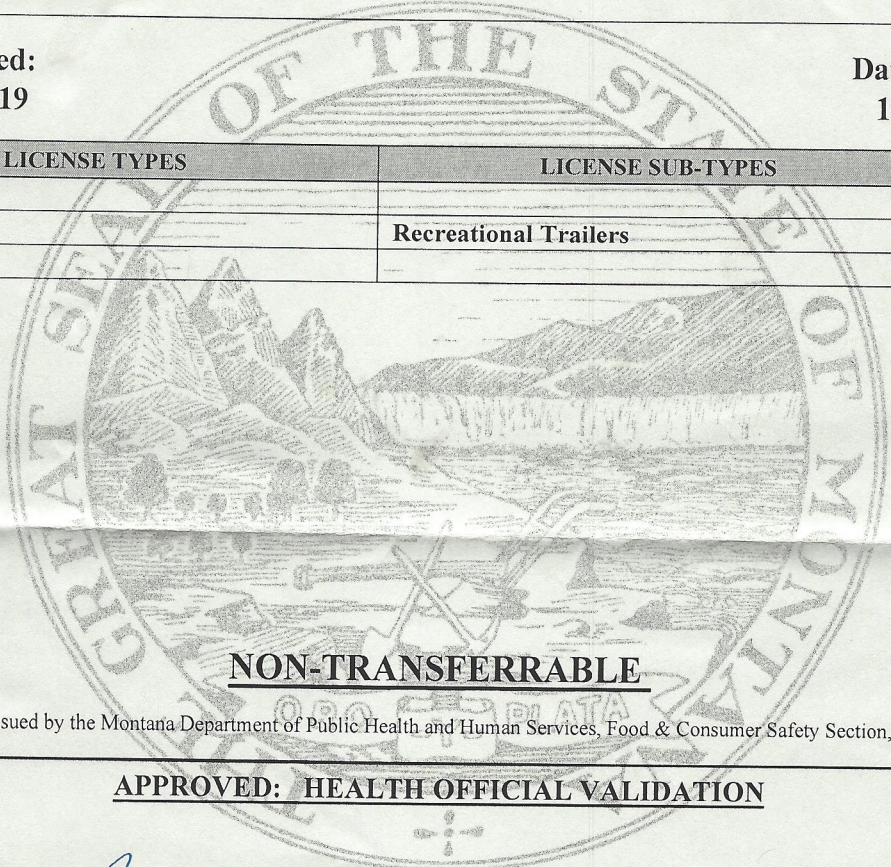 THE GREAT SEAL OF THE STATE OF MONTANA
ed:
19
Da
1
LICENSE TYPES
LICENSE SUB-TYPES
Recreational Trailers
NON-TRANSFERRABLE
ORO Y PLATA
sued by the Montana Department of Public Health and Human Services, Food & Consumer Safety Section,
APPROVED: HEALTH OFFICIAL VALIDATION